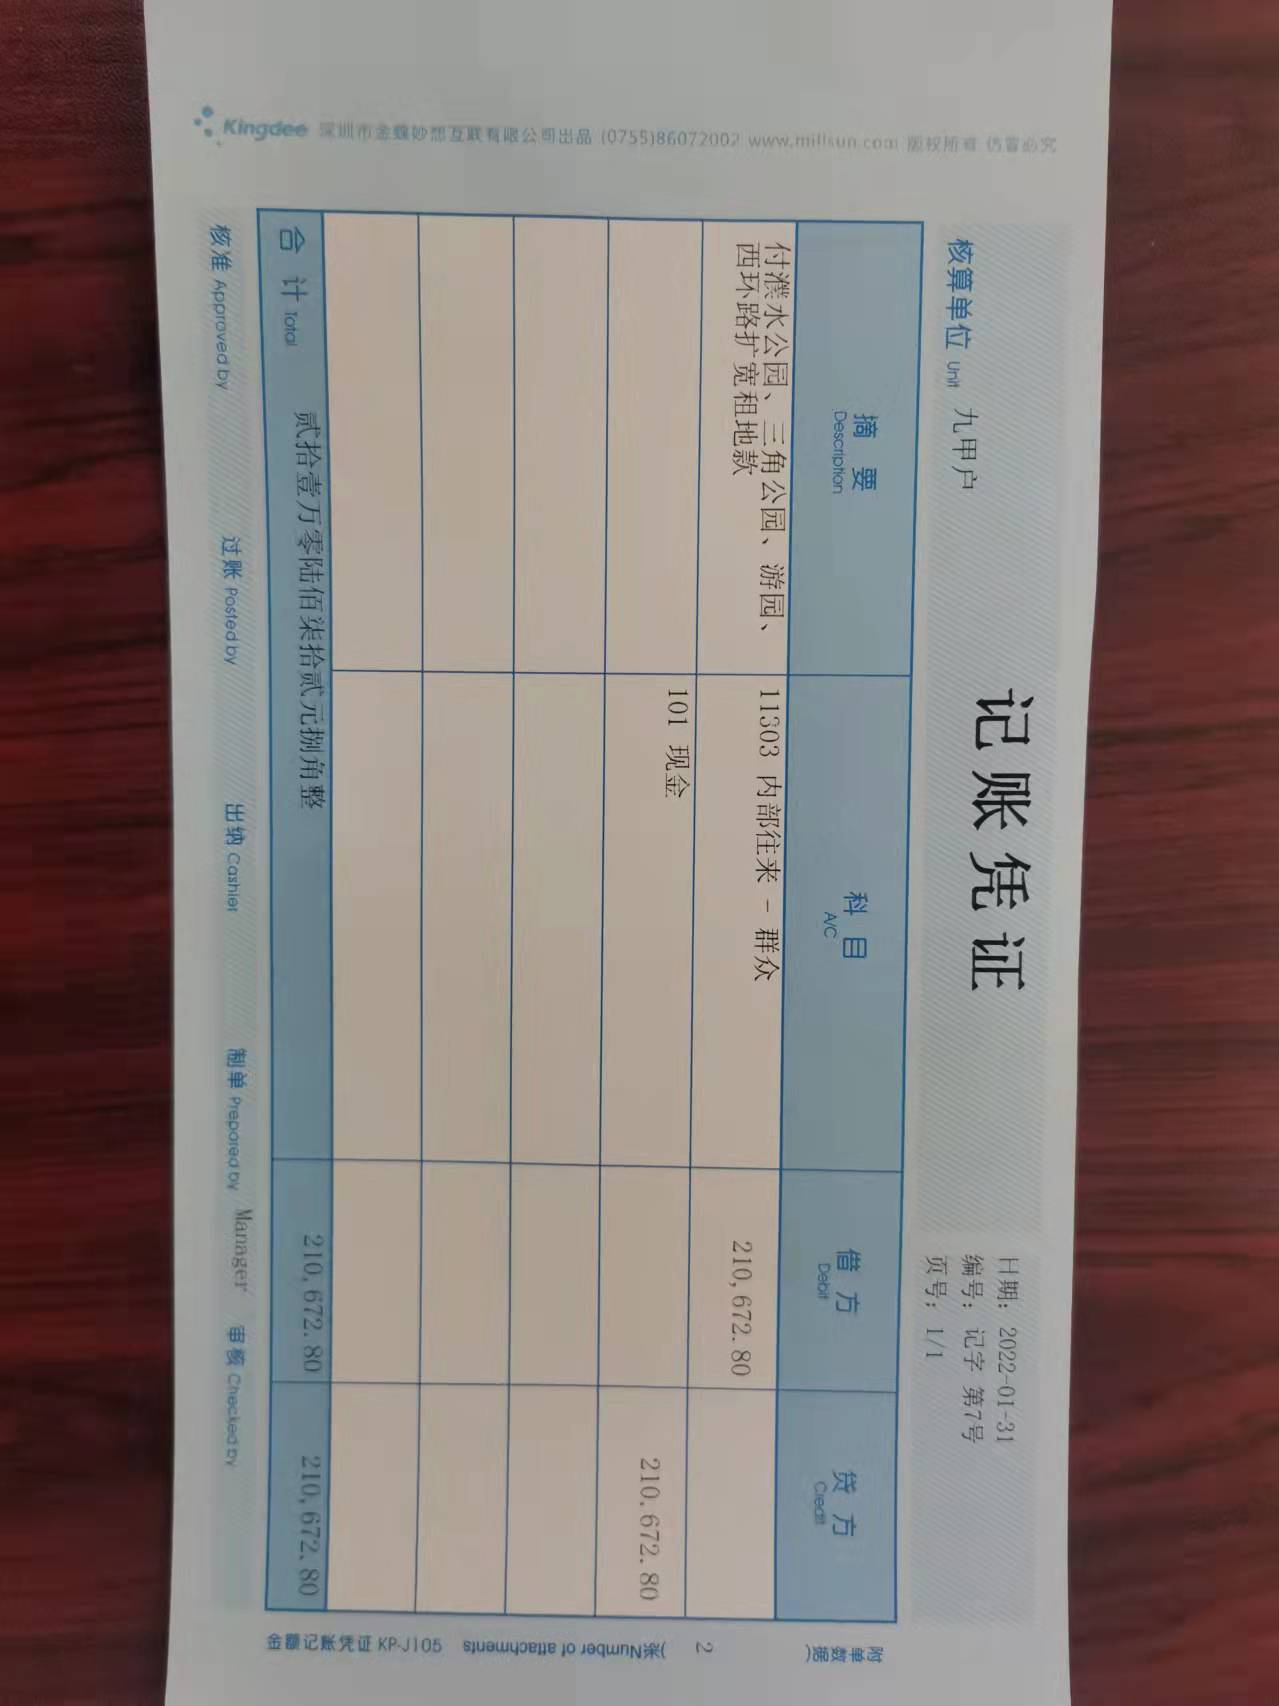 记账凭证
日期: 2022-01-31
核算单位 Unit 九甲户
编号: 记字 第7号
页号: 1/1
摘 要 科 目 借 方 贷 方
Description A/C Debit Credit
付濮水公园、三角公园、游园、 11303 内部往来 - 群众 210,672.80
西环路扩宽租地款
101 现金 210.672.80
合 计 Total 贰拾壹万零陆佰柒拾贰元捌角整 210,672.80 210,672.80
核准 Approved by 过账 Posted by 出纳 Cashier 制单 Prepared by Manager 审核 Checked by
附单数据( 2 )张Number of attachments
金额记账凭证 KP-J105
Kingdee 深圳市金蝶妙想互联有限公司出品 (0755)86072002 www.millsun.com 版权所有 仿冒必究